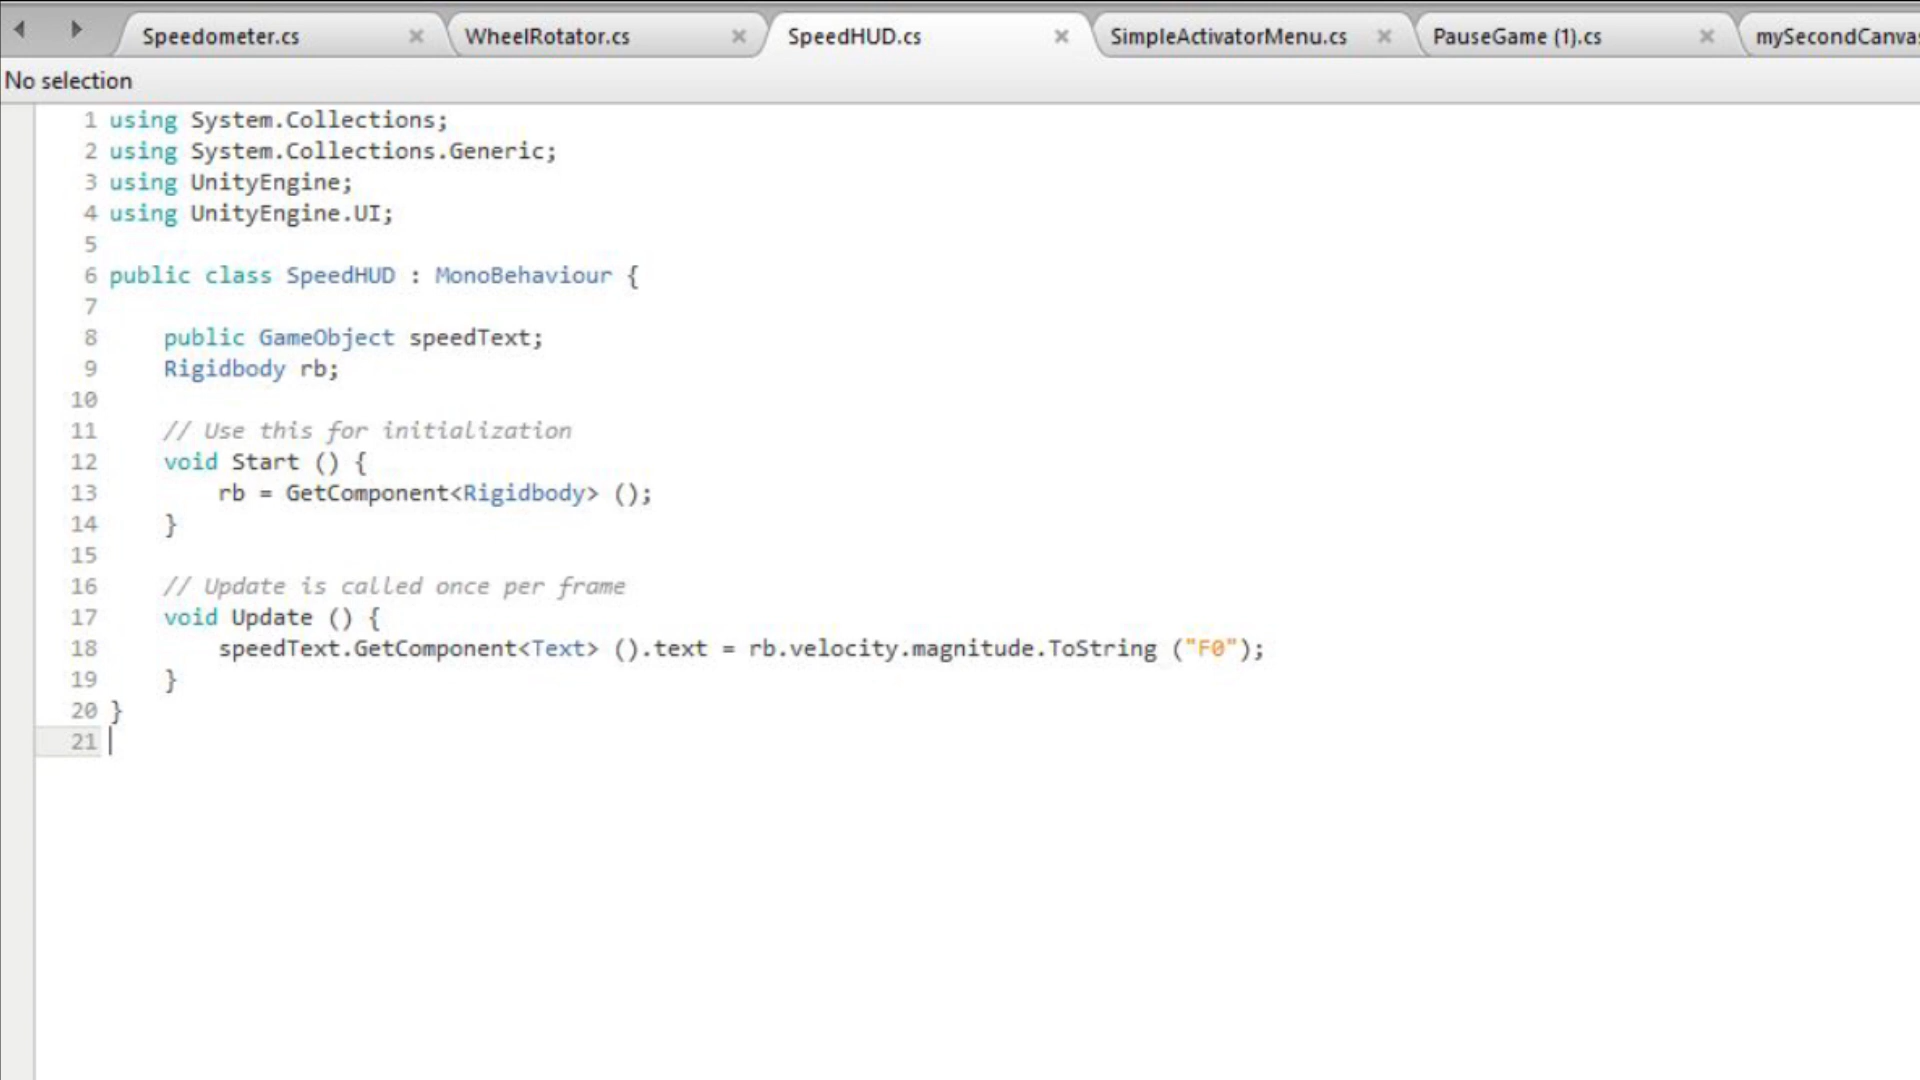 Speedometer.cs WheelRotator.cs SpeedHUD.cs SimpleActivatorMenu.cs PauseGame (1).cs mySecondCanvas
No selection
1 using System.Collections;
2 using System.Collections.Generic;
3 using UnityEngine;
4 using UnityEngine.UI;
5
6 public class SpeedHUD : MonoBehaviour {
7
8 public GameObject speedText;
9 Rigidbody rb;
10
11 // Use this for initialization
12 void Start () {
13 rb = GetComponent<Rigidbody> ();
14 }
15
16 // Update is called once per frame
17 void Update () {
18 speedText.GetComponent<Text> ().text = rb.velocity.magnitude.ToString ("F0");
19 }
20 }
21